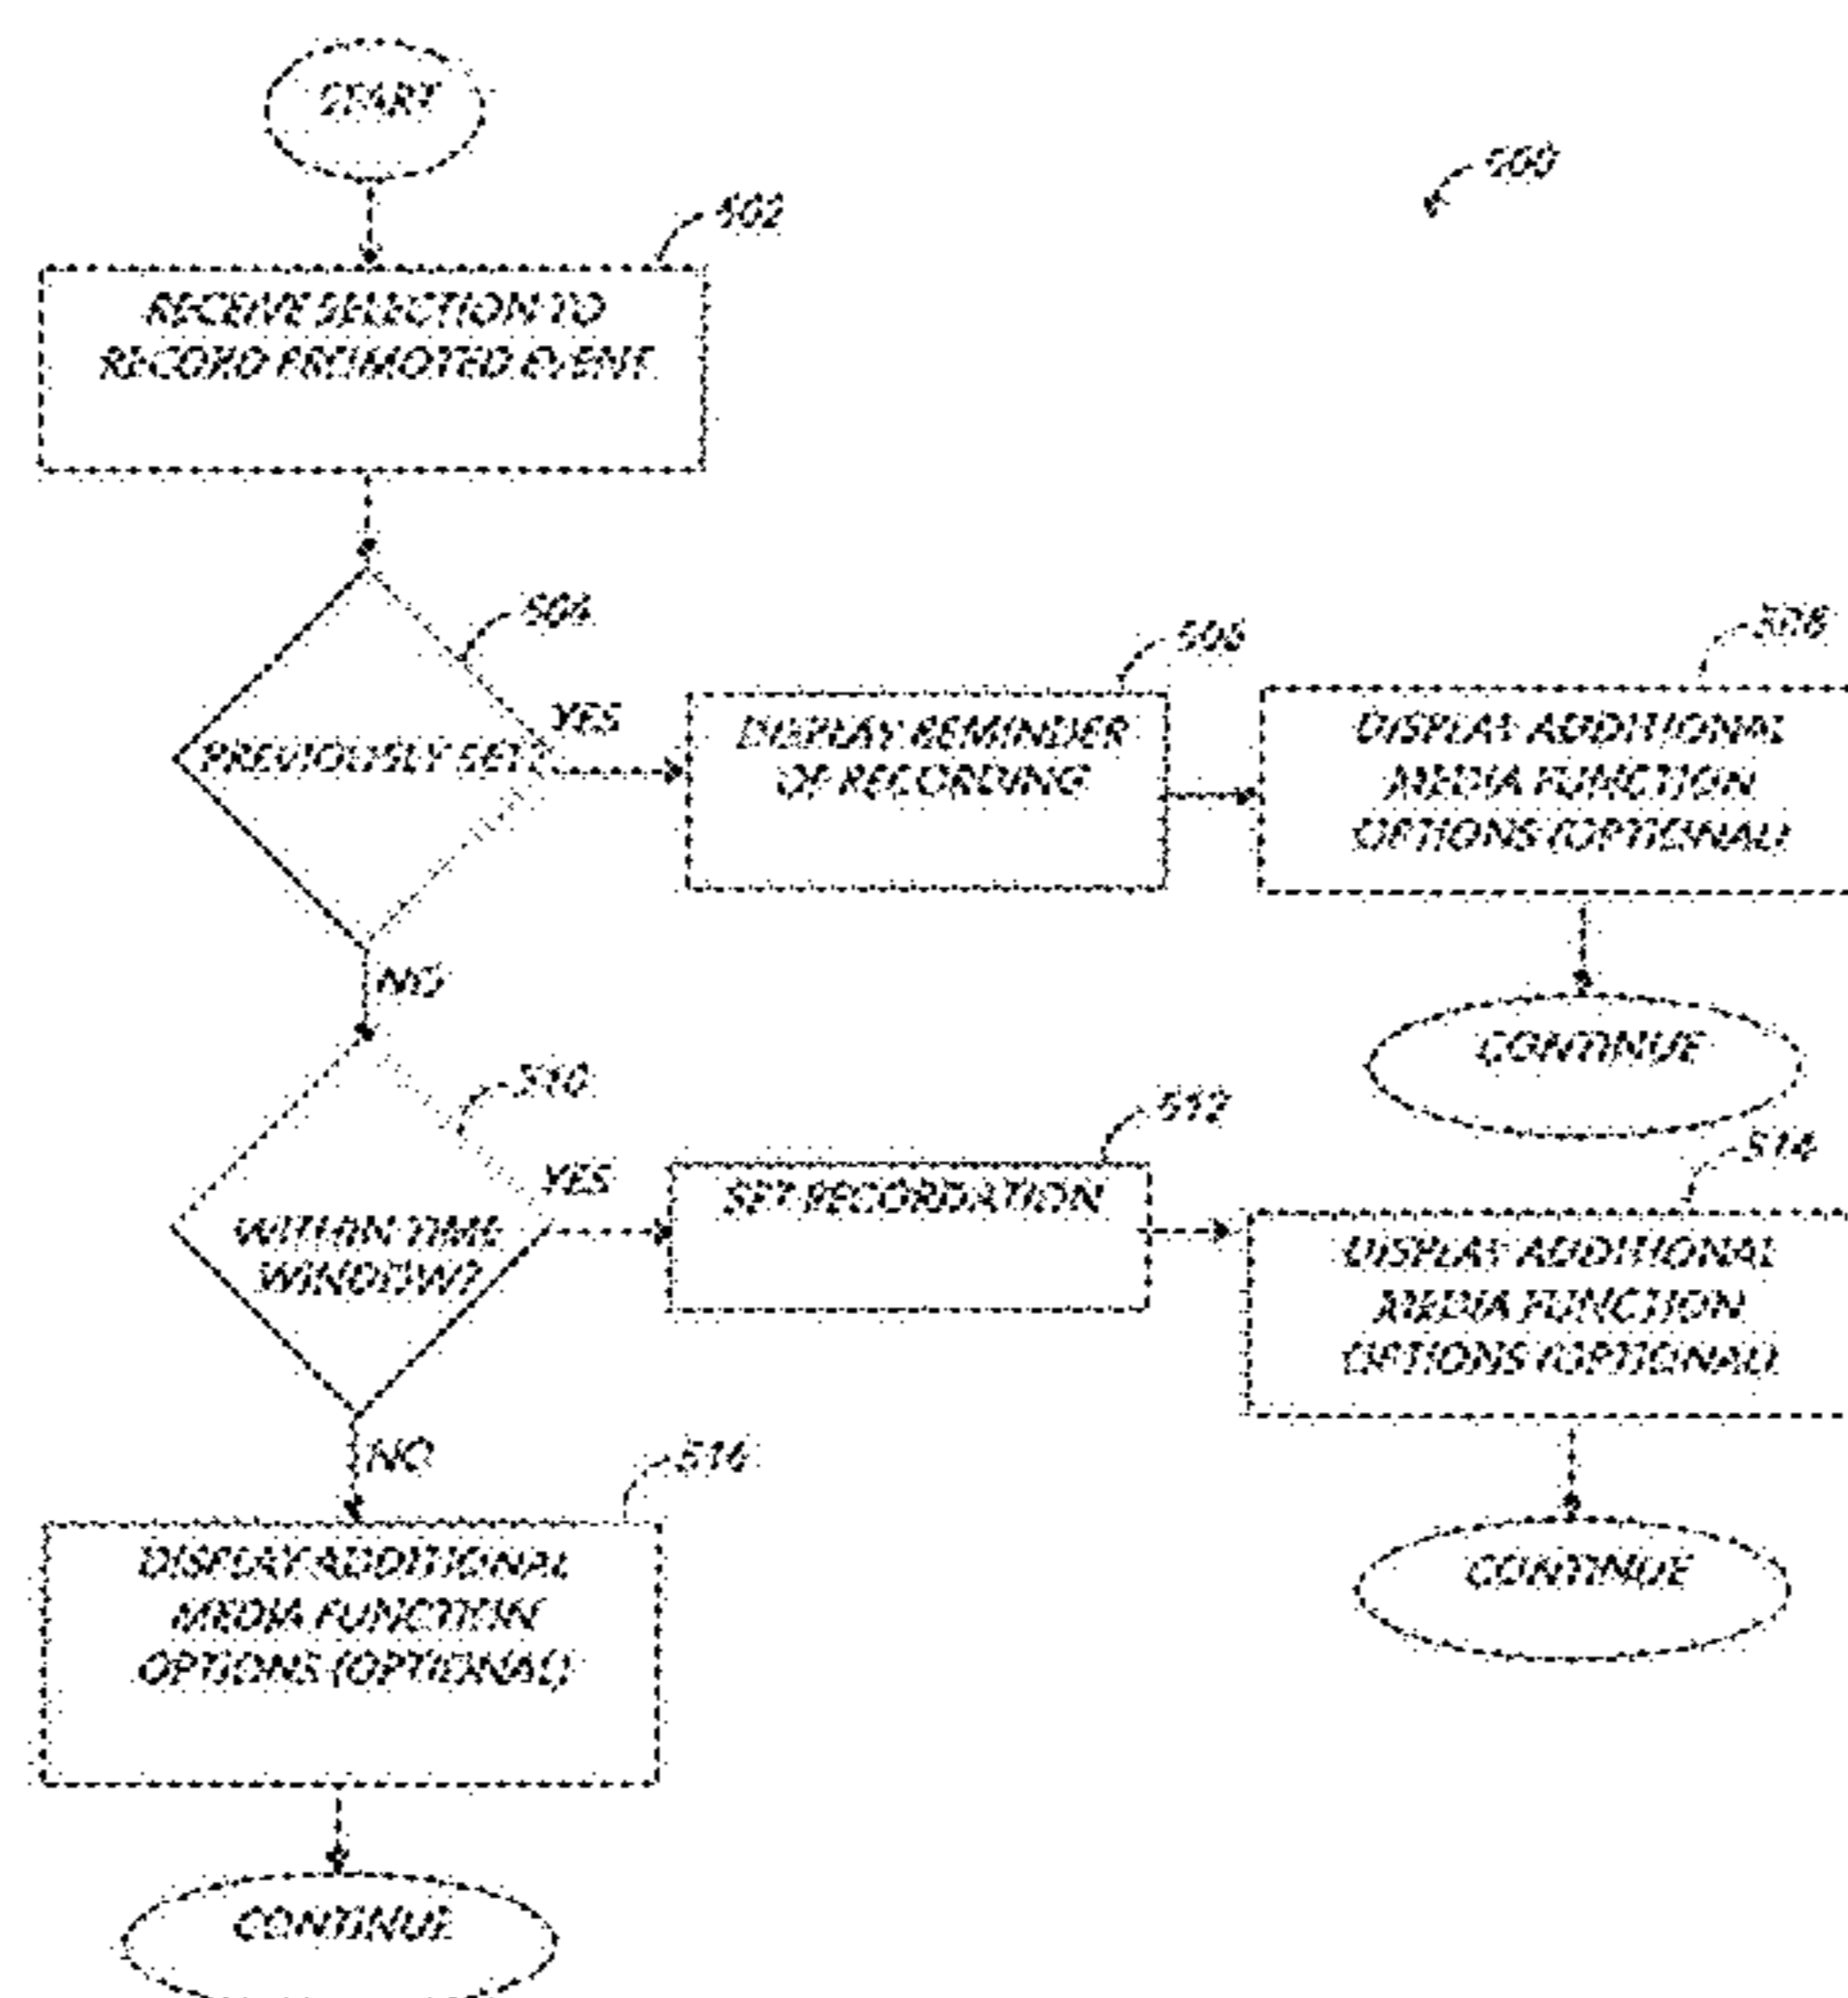 START
500
502
RECEIVE SELECTION TO
RECORD PROMOTED EVENT
504
PREVIOUSLY SET?
YES
506
DISPLAY REMINDER
OF RECORDING
508
DISPLAY ADDITIONAL
MEDIA FUNCTION
OPTIONS (OPTIONAL)
CONTINUE
NO
510
WITHIN TIME
WINDOW?
YES
512
SET RECORDATION
514
DISPLAY ADDITIONAL
MEDIA FUNCTION
OPTIONS (OPTIONAL)
CONTINUE
NO
516
DISPLAY ADDITIONAL
MEDIA FUNCTION
OPTIONS (OPTIONAL)
CONTINUE